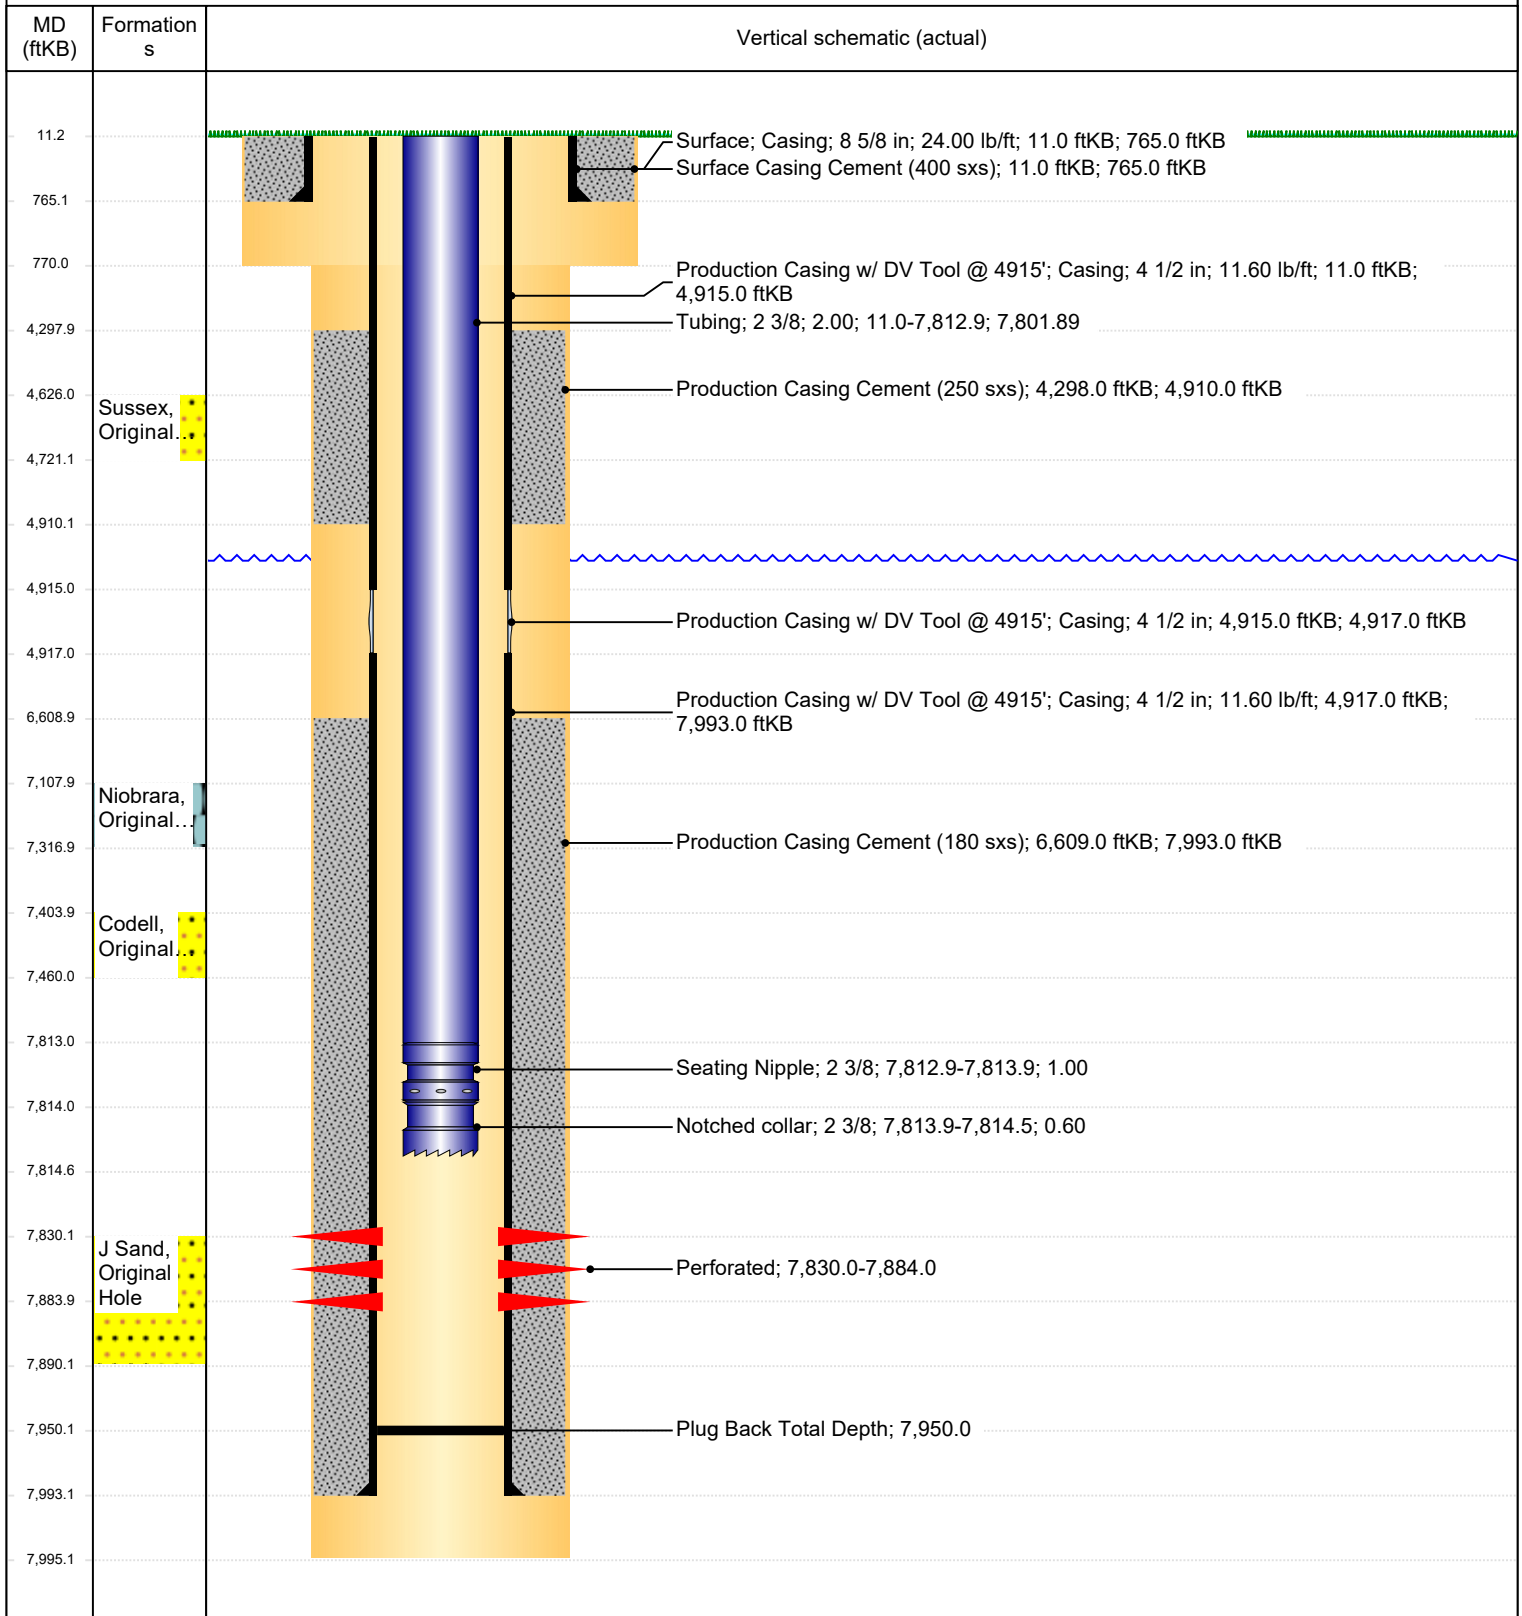 MD
(ftKB)
Formation
s
Vertical schematic (actual)
11.2
Surface; Casing; 8 5/8 in; 24.00 lb/ft; 11.0 ftKB; 765.0 ftKB
Surface Casing Cement (400 sxs); 11.0 ftKB; 765.0 ftKB
765.1
770.0
Production Casing w/ DV Tool @ 4915'; Casing; 4 1/2 in; 11.60 lb/ft; 11.0 ftKB;
4,915.0 ftKB
Tubing; 2 3/8; 2.00; 11.0-7,812.9; 7,801.89
4,297.9
Production Casing Cement (250 sxs); 4,298.0 ftKB; 4,910.0 ftKB
4,626.0
Sussex,
Original...
4,721.1
4,910.1
4,915.0
Production Casing w/ DV Tool @ 4915'; Casing; 4 1/2 in; 4,915.0 ftKB; 4,917.0 ftKB
4,917.0
Production Casing w/ DV Tool @ 4915'; Casing; 4 1/2 in; 11.60 lb/ft; 4,917.0 ftKB;
7,993.0 ftKB
6,608.9
7,107.9
Niobrara,
Original...
7,316.9
Production Casing Cement (180 sxs); 6,609.0 ftKB; 7,993.0 ftKB
7,403.9
Codell,
Original...
7,460.0
7,813.0
Seating Nipple; 2 3/8; 7,812.9-7,813.9; 1.00
7,814.0
Notched collar; 2 3/8; 7,813.9-7,814.5; 0.60
7,814.6
7,830.1
J Sand,
Original
Hole
Perforated; 7,830.0-7,884.0
7,883.9
7,890.1
7,950.1
Plug Back Total Depth; 7,950.0
7,993.1
7,995.1